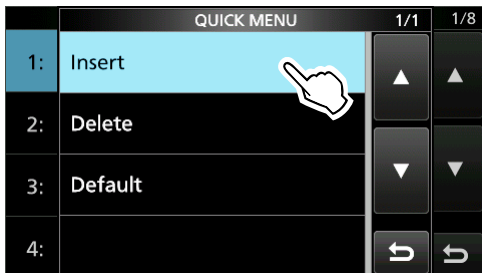 QUICK MENU 1/1 1/8
1: Insert
2: Delete
3: Default
4: